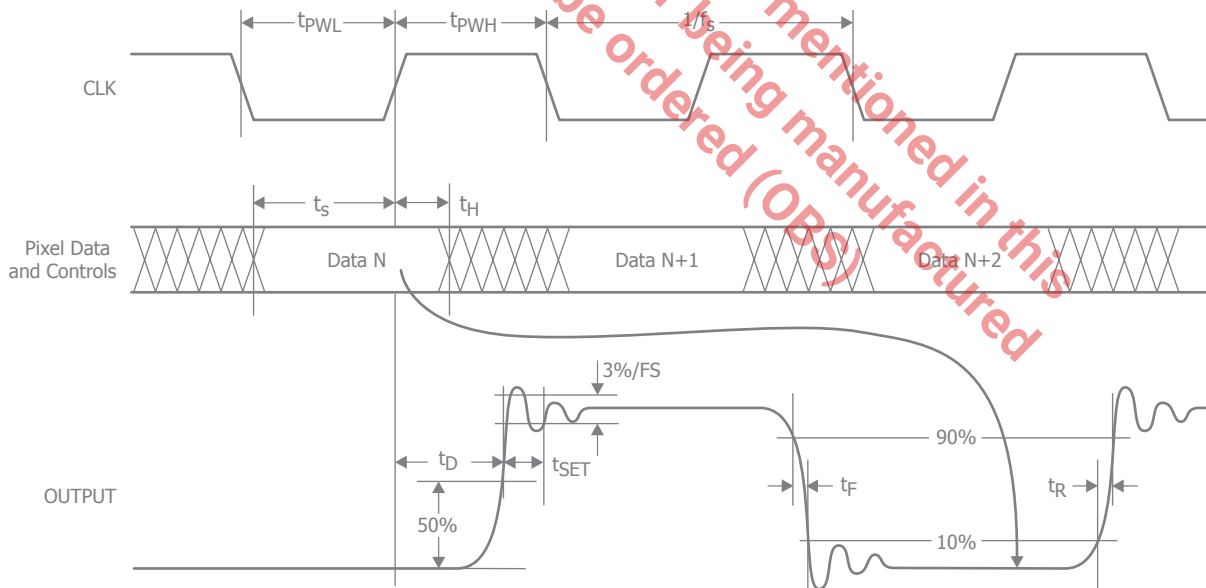 mentioned in this
being manufactured
be ordered (OBS)
tPWL
tPWH
1/fs
CLK
ts
tH
Pixel Data
and Controls
Data N
Data N+1
Data N+2
3%/FS
90%
tD
tSET
tF
tR
OUTPUT
50%
10%